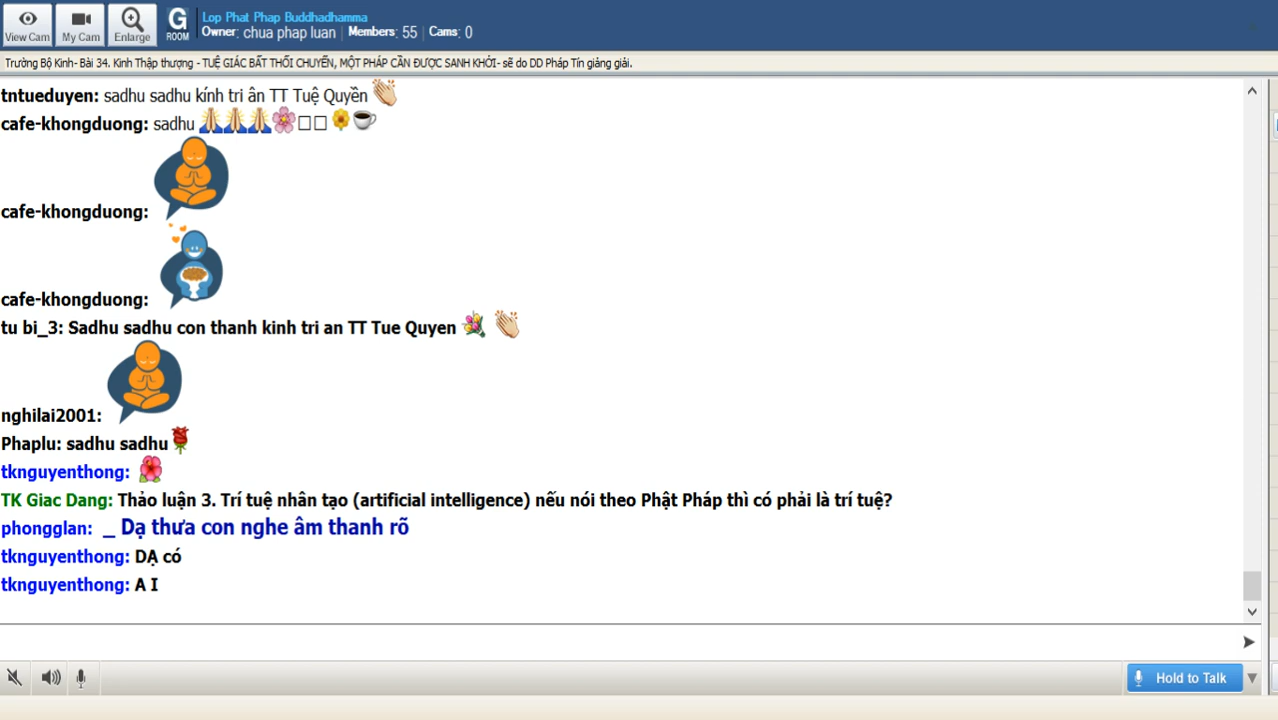 View Cam
My Cam
Enlarge
G
ROOM
Lop Phat Phap Buddhadhamma
Owner: chua phap luan | Members: 55 | Cams: 0
Trường Bộ Kinh- Bài 34. Kinh Thập thượng - TUỆ GIÁC BẤT THỐI CHUYỂN, MỘT PHÁP CẦN ĐƯỢC SANH KHỞI- sẽ do DD Pháp Tín giảng giải.
tntueduyen: sadhu sadhu kính tri ân TT Tuệ Quyền
cafe-khongduong: sadhu
cafe-khongduong:
cafe-khongduong:
tu bi_3: Sadhu sadhu con thanh kinh tri an TT Tue Quyen
nghilai2001:
Phaplu: sadhu sadhu
tknguyenthong:
TK Giac Dang: Thảo luận 3. Trí tuệ nhân tạo (artificial intelligence) nếu nói theo Phật Pháp thì có phải là trí tuệ?
phongglan: _ Dạ thưa con nghe âm thanh rõ
tknguyenthong: DẠ có
tknguyenthong: A I
Hold to Talk